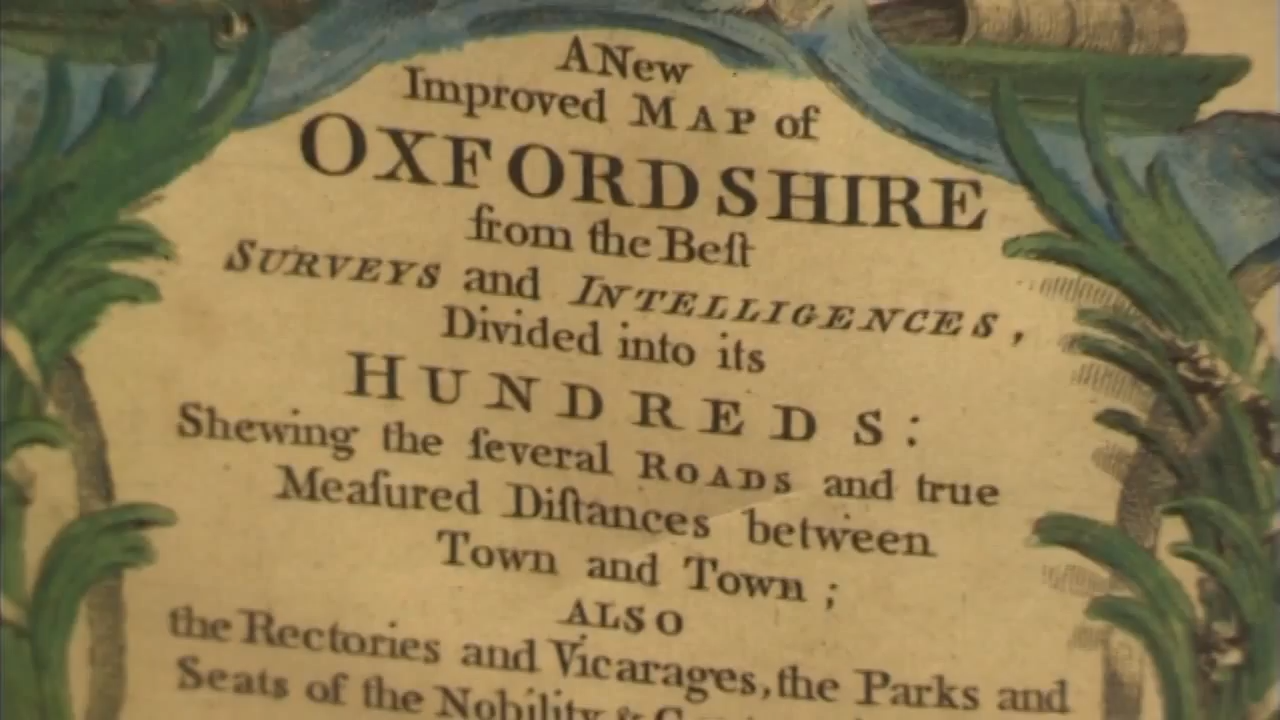 A New
Improved MAP of
OXFORDSHIRE
from the Beſt
SURVEYS and INTELLIGENCES,
Divided into its
HUNDREDS:
Shewing the ſeveral ROADS and true
Meaſured Diſtances between
Town and Town;
ALSO
the Rectories and Vicarages, the Parks and
Seats of the Nobility &